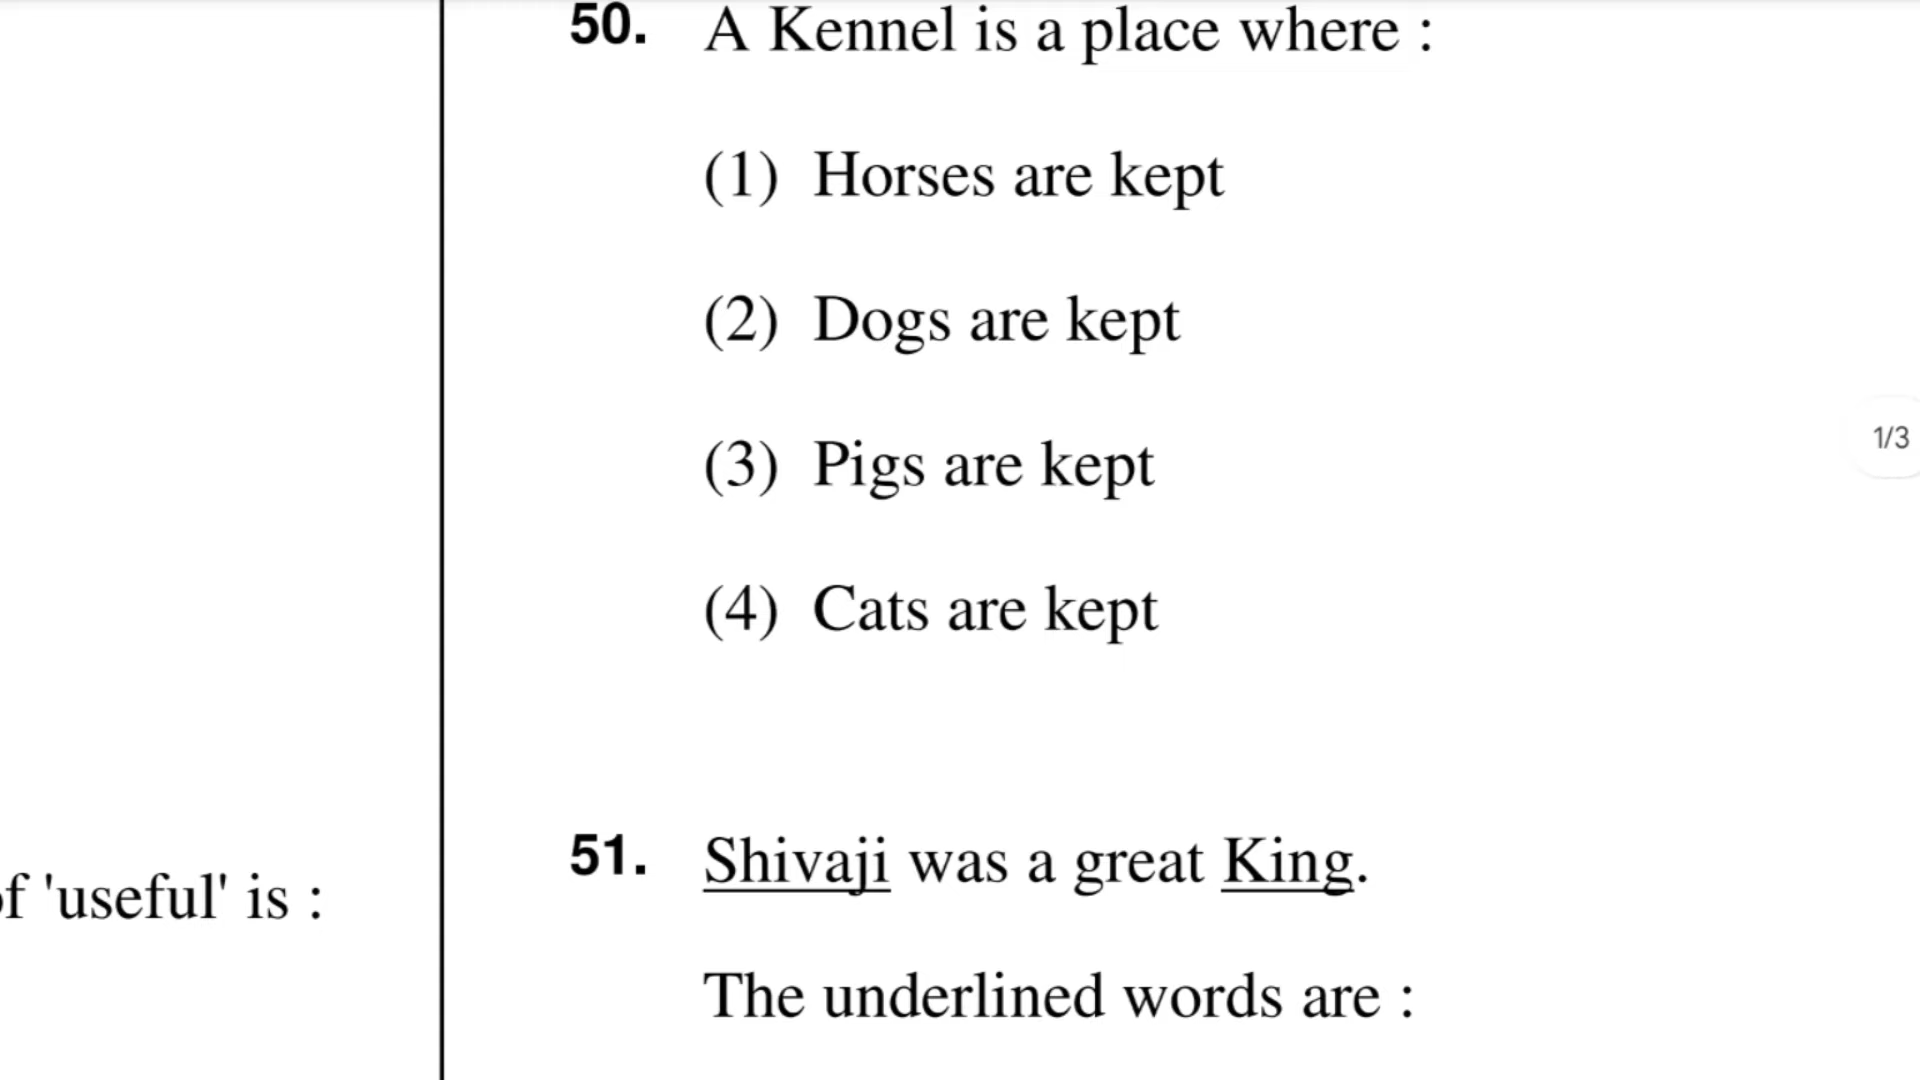 50. A Kennel is a place where :
(1) Horses are kept
(2) Dogs are kept
(3) Pigs are kept
(4) Cats are kept
1/3
51. Shivaji was a great King.
The underlined words are :
f 'useful' is :